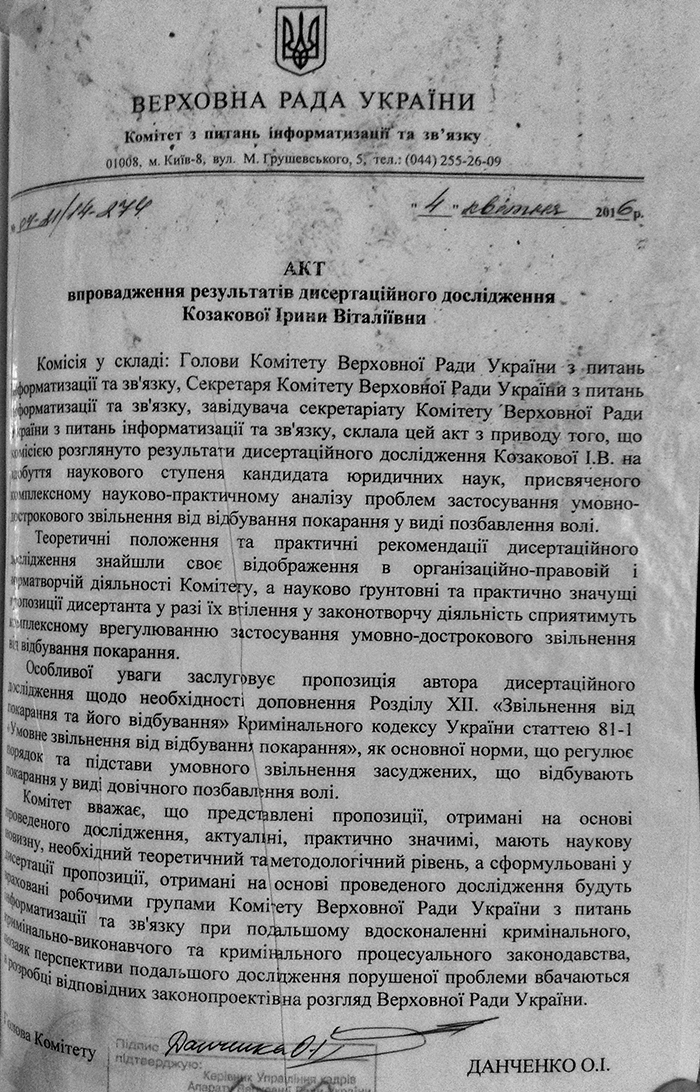 ВЕРХОВНА РАДА УКРАЇНИ
Комітет з питань інформатизації та зв’язку
01008, м. Київ-8, вул. М. Грушевського, 5, тел.: (044) 255-26-09
"4" квітня 2016 р.
АКТ
впровадження результатів дисертаційного дослідження
Козакової Ірини Віталіївни
Комісія у складі: Голови Комітету Верховної Ради України з питань
інформатизації та зв'язку, Секретаря Комітету Верховної Ради України з питань
інформатизації та зв'язку, завідувача секретаріату Комітету Верховної Ради
України з питань інформатизації та зв'язку, склала цей акт з приводу того, що
комісією розглянуто результати дисертаційного дослідження Козакової І.В. на
здобуття наукового ступеня кандидата юридичних наук, присвяченого
комплексному науково-практичному аналізу проблем застосування умовно-
дострокового звільнення від відбування покарання у виді позбавлення волі.
Теоретичні положення та практичні рекомендації дисертаційного
дослідження знайшли своє відображення в організаційно-правовій і
норматворчій діяльності Комітету, а науково ґрунтовні та практично значущі
пропозиції дисертанта у разі їх втілення у законотворчу діяльність сприятимуть
комплексному врегулюванню застосування умовно-дострокового звільнення
від відбування покарання.
Особливої уваги заслуговує пропозиція автора дисертаційного
дослідження щодо необхідності доповнення Розділу XII. «Звільнення від
покарання та його відбування» Кримінального кодексу України статтею 81-1
«Умовне звільнення від відбування покарання», як основної норми, що регулює
порядок та підстави умовного звільнення засуджених, що відбувають
покарання у виді довічного позбавлення волі.
Комітет вважає, що представлені пропозиції, отримані на основі
проведеного дослідження, актуальні, практично значимі, мають наукову
новизну, необхідний теоретичний та методологічний рівень, а сформульовані у
дисертації пропозиції, отримані на основі проведеного дослідження будуть
враховані робочими групами Комітету Верховної Ради України з питань
інформатизації та зв'язку при подальшому вдосконаленні кримінального,
кримінально-виконавчого та кримінального процесуального законодавства,
позаяк перспективи подальшого дослідження порушеної проблеми вбачаються
в розробці відповідних законопроектів на розгляд Верховної Ради України.
Голова Комітету
Данченко О.І.
ДАНЧЕНКО О.І.
Підпис
підтверджую:
Керівник Управління кадрів
Апарату Верховної Ради України